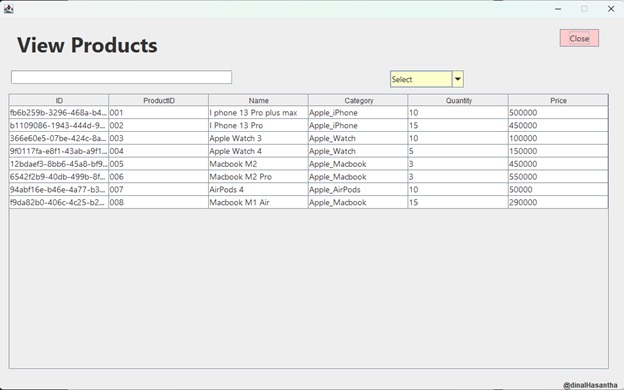 View Products
Close
Select
ID ProductID Name Category Quantity Price
fb6b259b-3296-468a-b4... 001 I phone 13 Pro plus max Apple_iPhone 10 500000
b1109086-1943-444d-9... 002 I Phone 13 Pro Apple_iPhone 15 450000
366e60e5-07be-424c-8a... 003 Apple Watch 3 Apple_Watch 10 100000
9f0117fa-e8f1-43ab-a9f1... 004 Apple Watch 4 Apple_Watch 5 150000
12bdaef3-8bb6-45a8-bf9... 005 Macbook M2 Apple_Macbook 3 450000
6542f2b9-40db-499b-8f... 006 Macbook M2 Pro Apple_Macbook 3 550000
94abf16e-b46e-4a77-b3... 007 AirPods 4 Apple_AirPods 10 50000
f9da82b0-406c-4c25-b2... 008 Macbook M1 Air Apple_Macbook 15 290000
@dinalHasantha